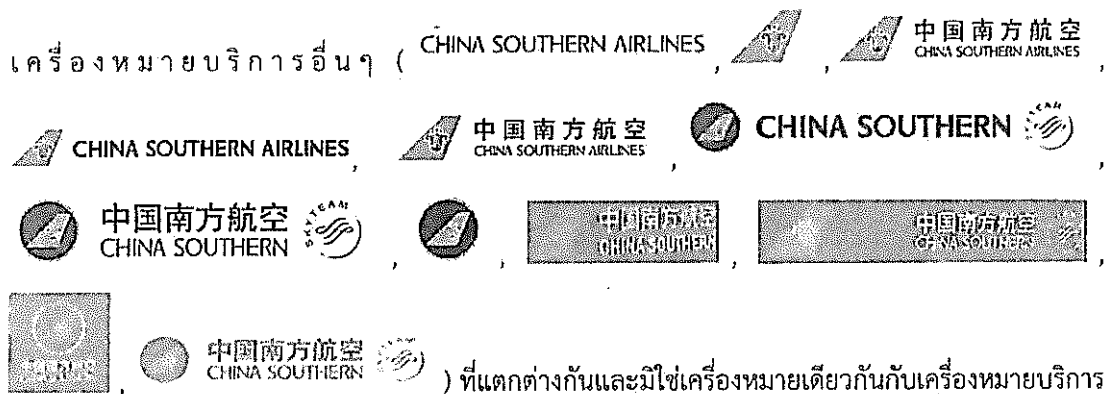 เครื่องหมายบริการอื่นๆ ( CHINA SOUTHERN AIRLINES , , 中国南方航空 CHINA SOUTHERN AIRLINES ,
CHINA SOUTHERN AIRLINES , 中国南方航空 CHINA SOUTHERN AIRLINES , CHINA SOUTHERN SKYTEAM ,
中国南方航空 CHINA SOUTHERN SKYTEAM , , 中国南方航空 CHINA SOUTHERN , 中国南方航空 CHINA SOUTHERN ,
, 中国南方航空 CHINA SOUTHERN ) ที่แตกต่างกันและมิใช่เครื่องหมายเดียวกันกับเครื่องหมายบริการ